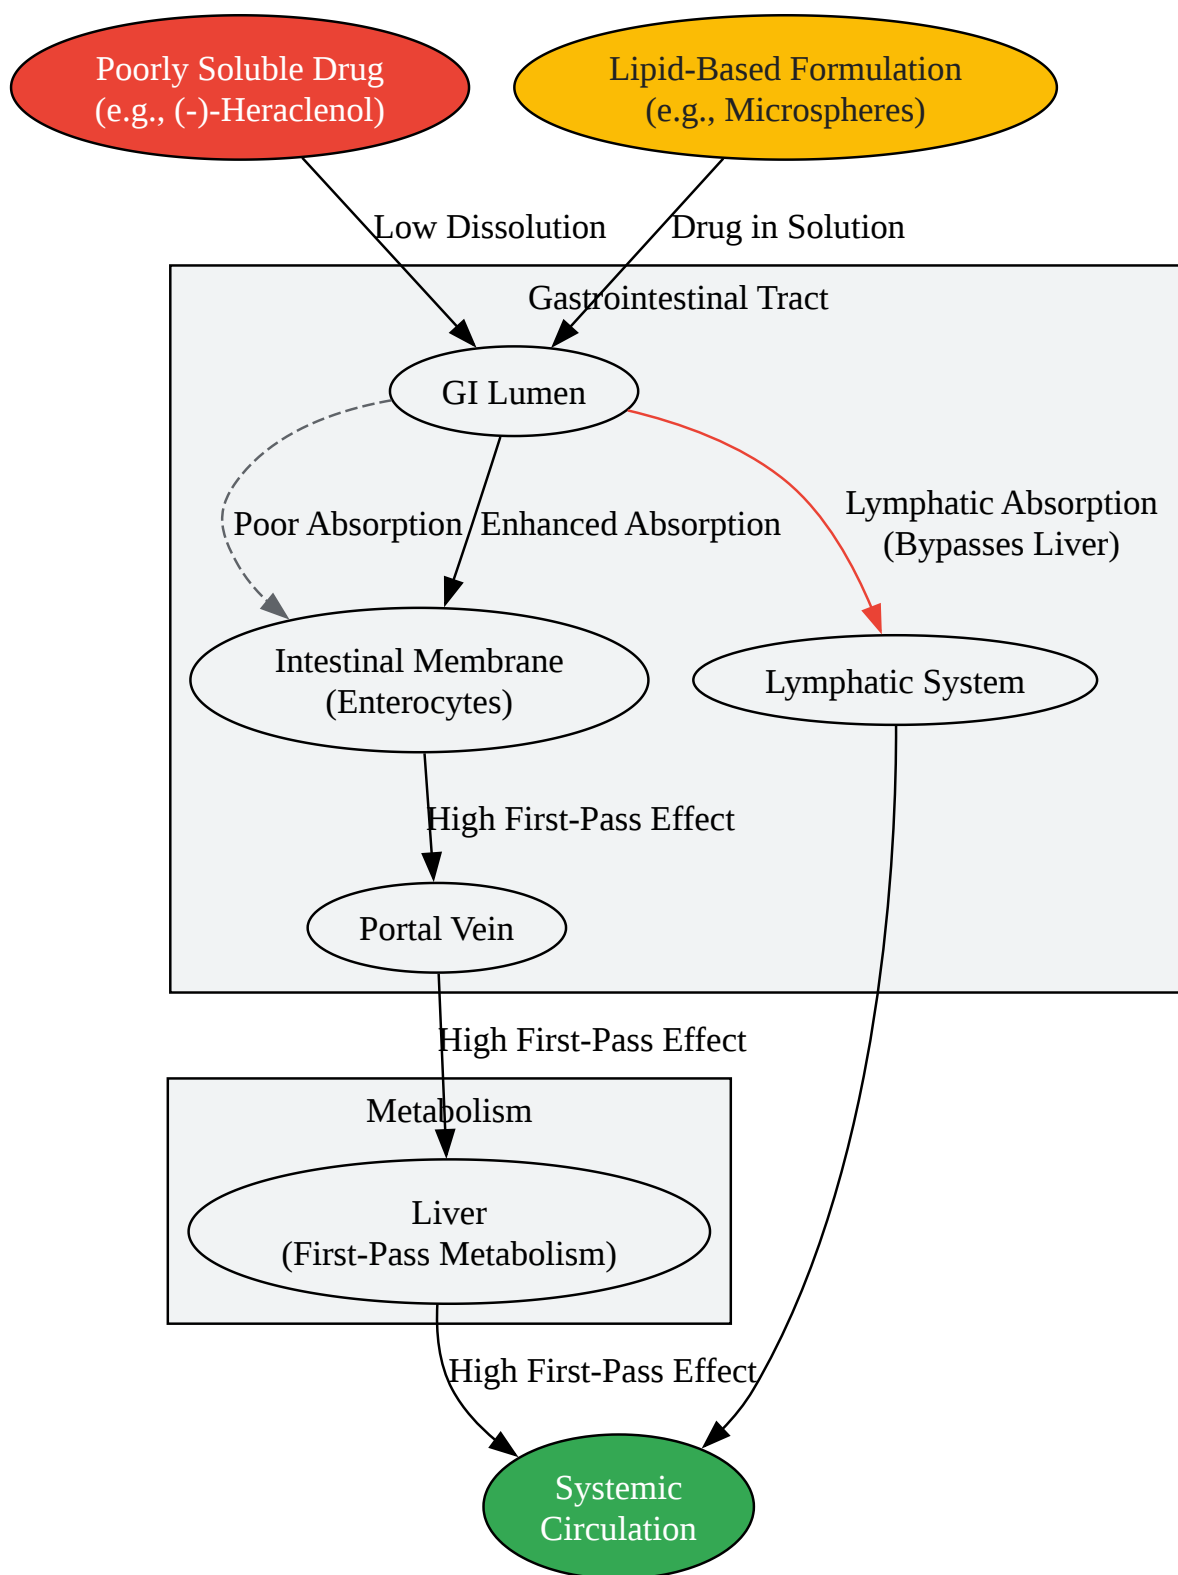 Poorly Soluble Drug
(e.g., (-)-Heraclenol)
Lipid-Based Formulation
(e.g., Microspheres)
Low Dissolution
Drug in Solution
Gastrointestinal Tract
GI Lumen
Poor Absorption
Enhanced Absorption
Lymphatic Absorption
(Bypasses Liver)
Intestinal Membrane
(Enterocytes)
Lymphatic System
High First-Pass Effect
Portal Vein
High First-Pass Effect
Metabolism
Liver
(First-Pass Metabolism)
High First-Pass Effect
Systemic
Circulation